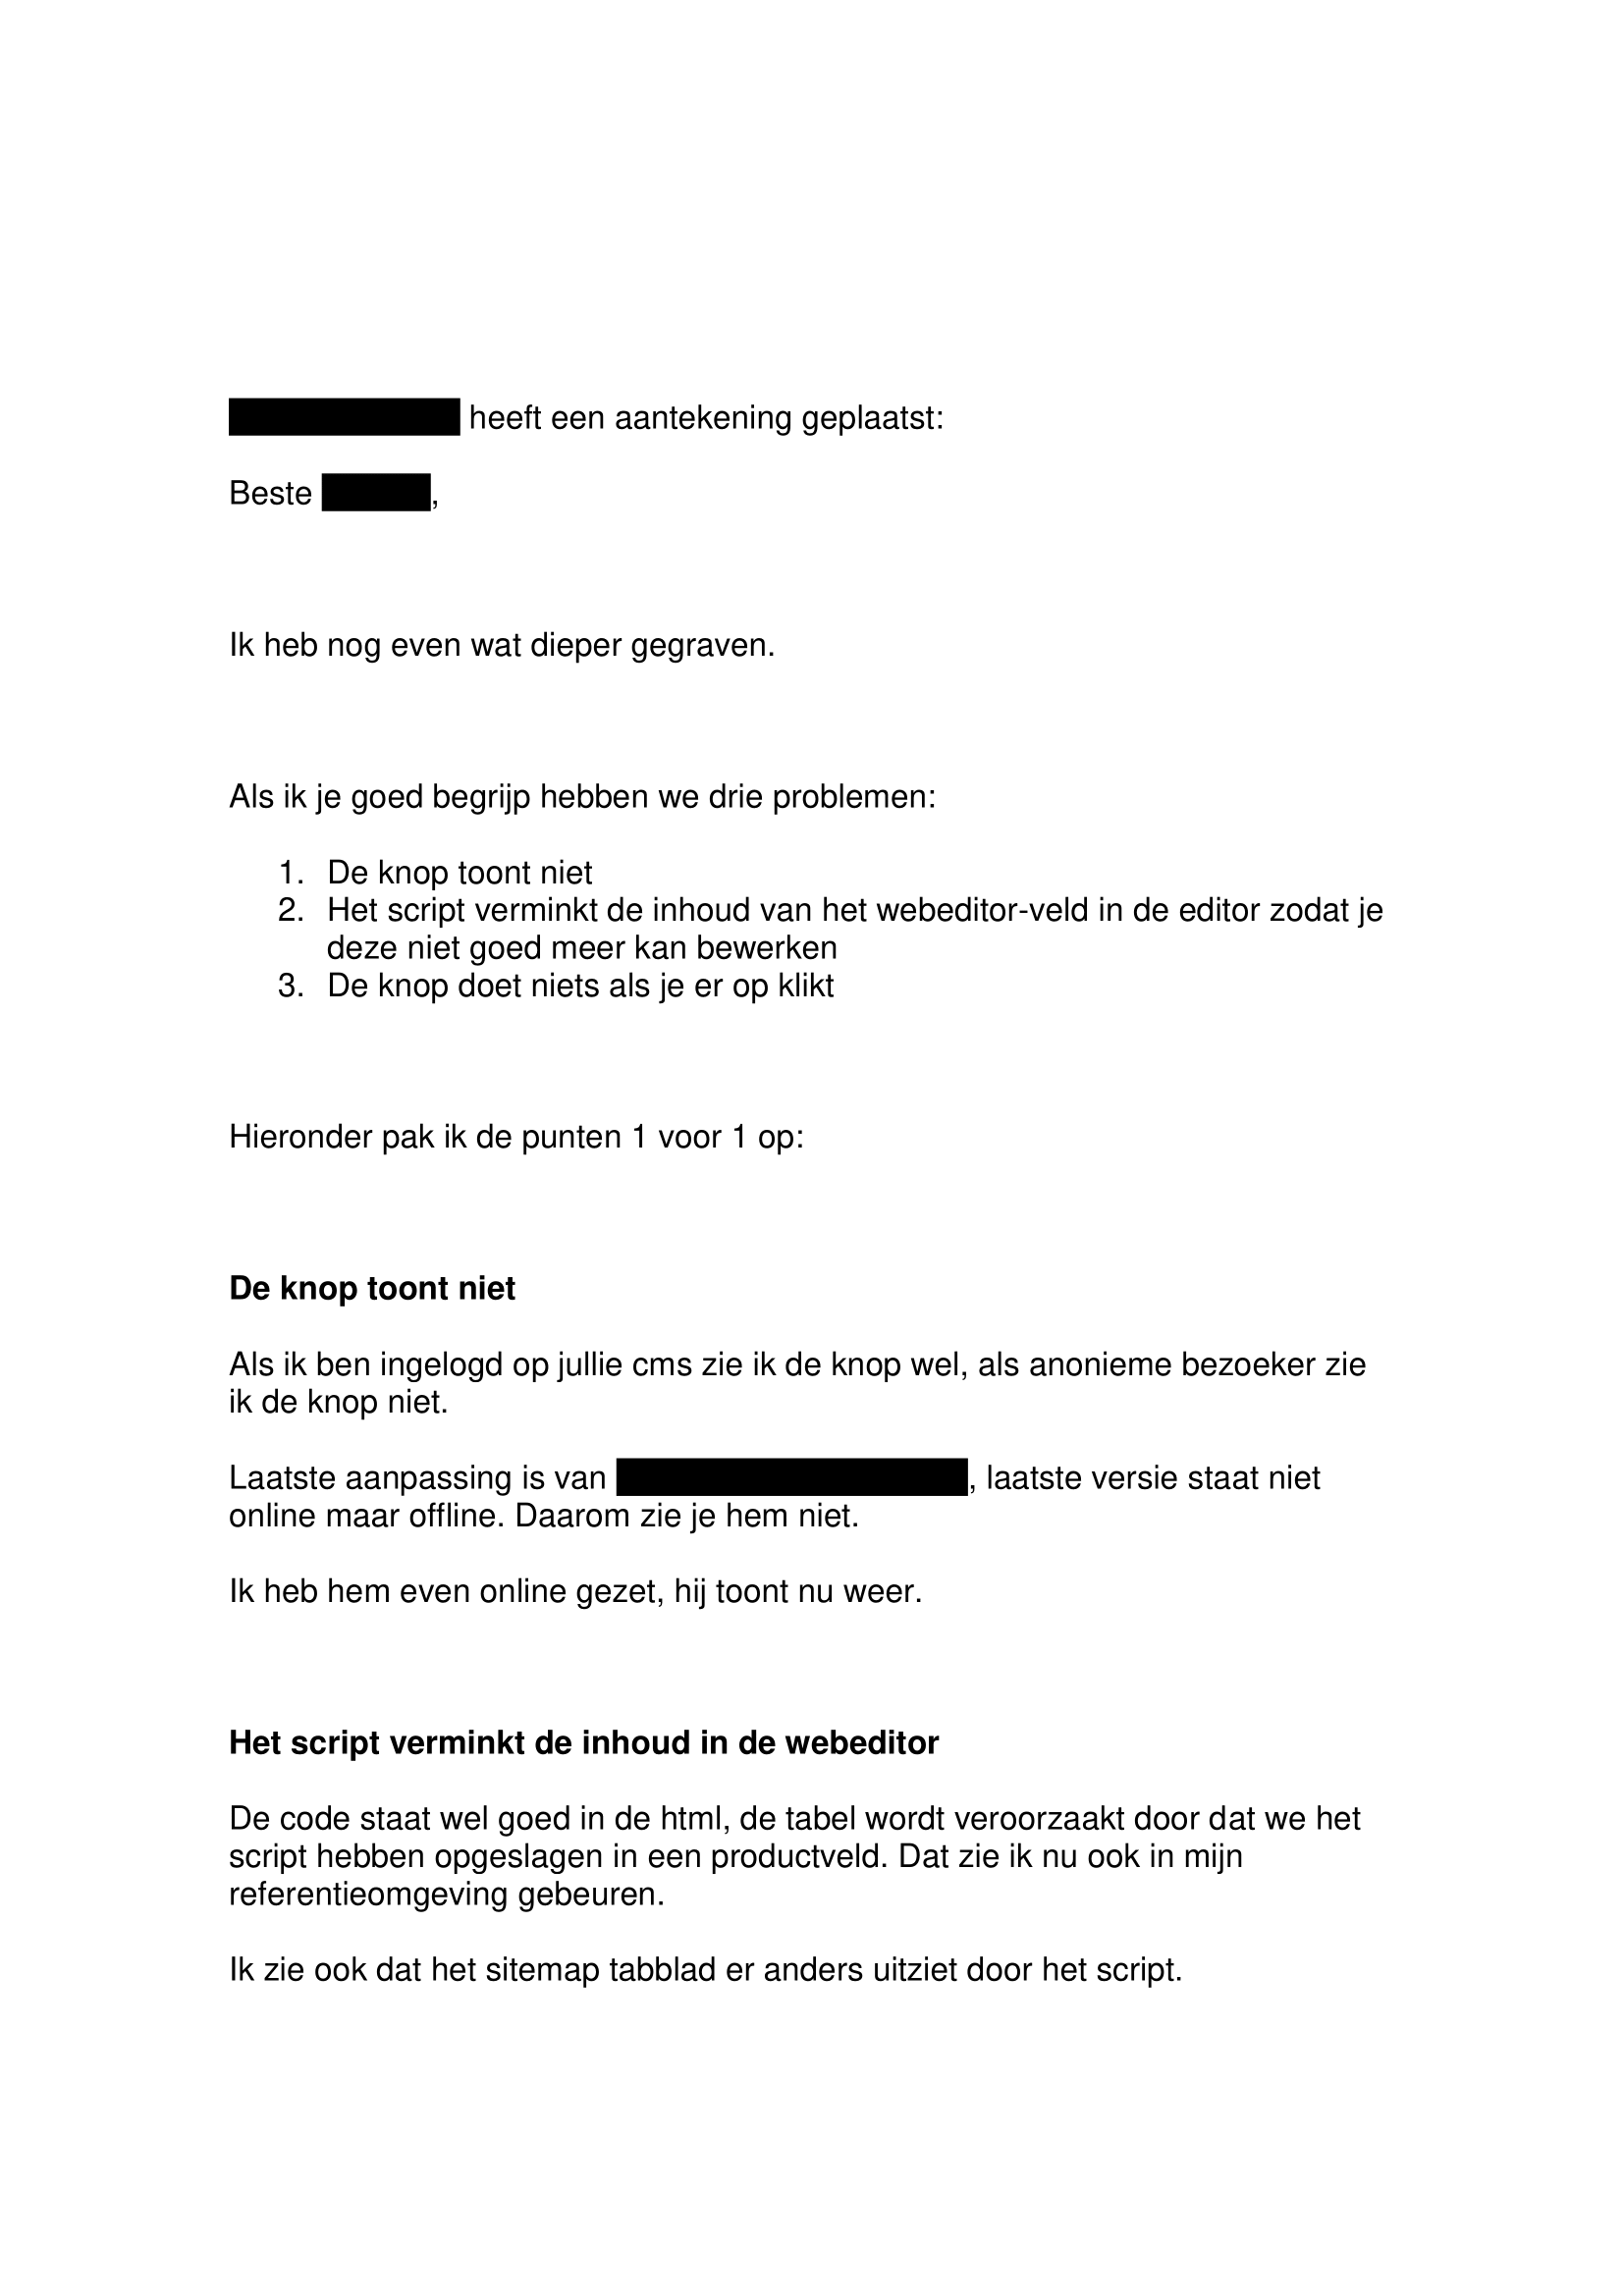 heeft een aantekening geplaatst:
Beste ,
Ik heb nog even wat dieper gegraven.
Als ik je goed begrijp hebben we drie problemen:
1. De knop toont niet
2. Het script verminkt de inhoud van het webeditor-veld in de editor zodat je
deze niet goed meer kan bewerken
3. De knop doet niets als je er op klikt
Hieronder pak ik de punten 1 voor 1 op:
De knop toont niet
Als ik ben ingelogd op jullie cms zie ik de knop wel, als anonieme bezoeker zie
ik de knop niet.
Laatste aanpassing is van , laatste versie staat niet
online maar offline. Daarom zie je hem niet.
Ik heb hem even online gezet, hij toont nu weer.
Het script verminkt de inhoud in de webeditor
De code staat wel goed in de html, de tabel wordt veroorzaakt door dat we het
script hebben opgeslagen in een productveld. Dat zie ik nu ook in mijn
referentieomgeving gebeuren.
Ik zie ook dat het sitemap tabblad er anders uitziet door het script.